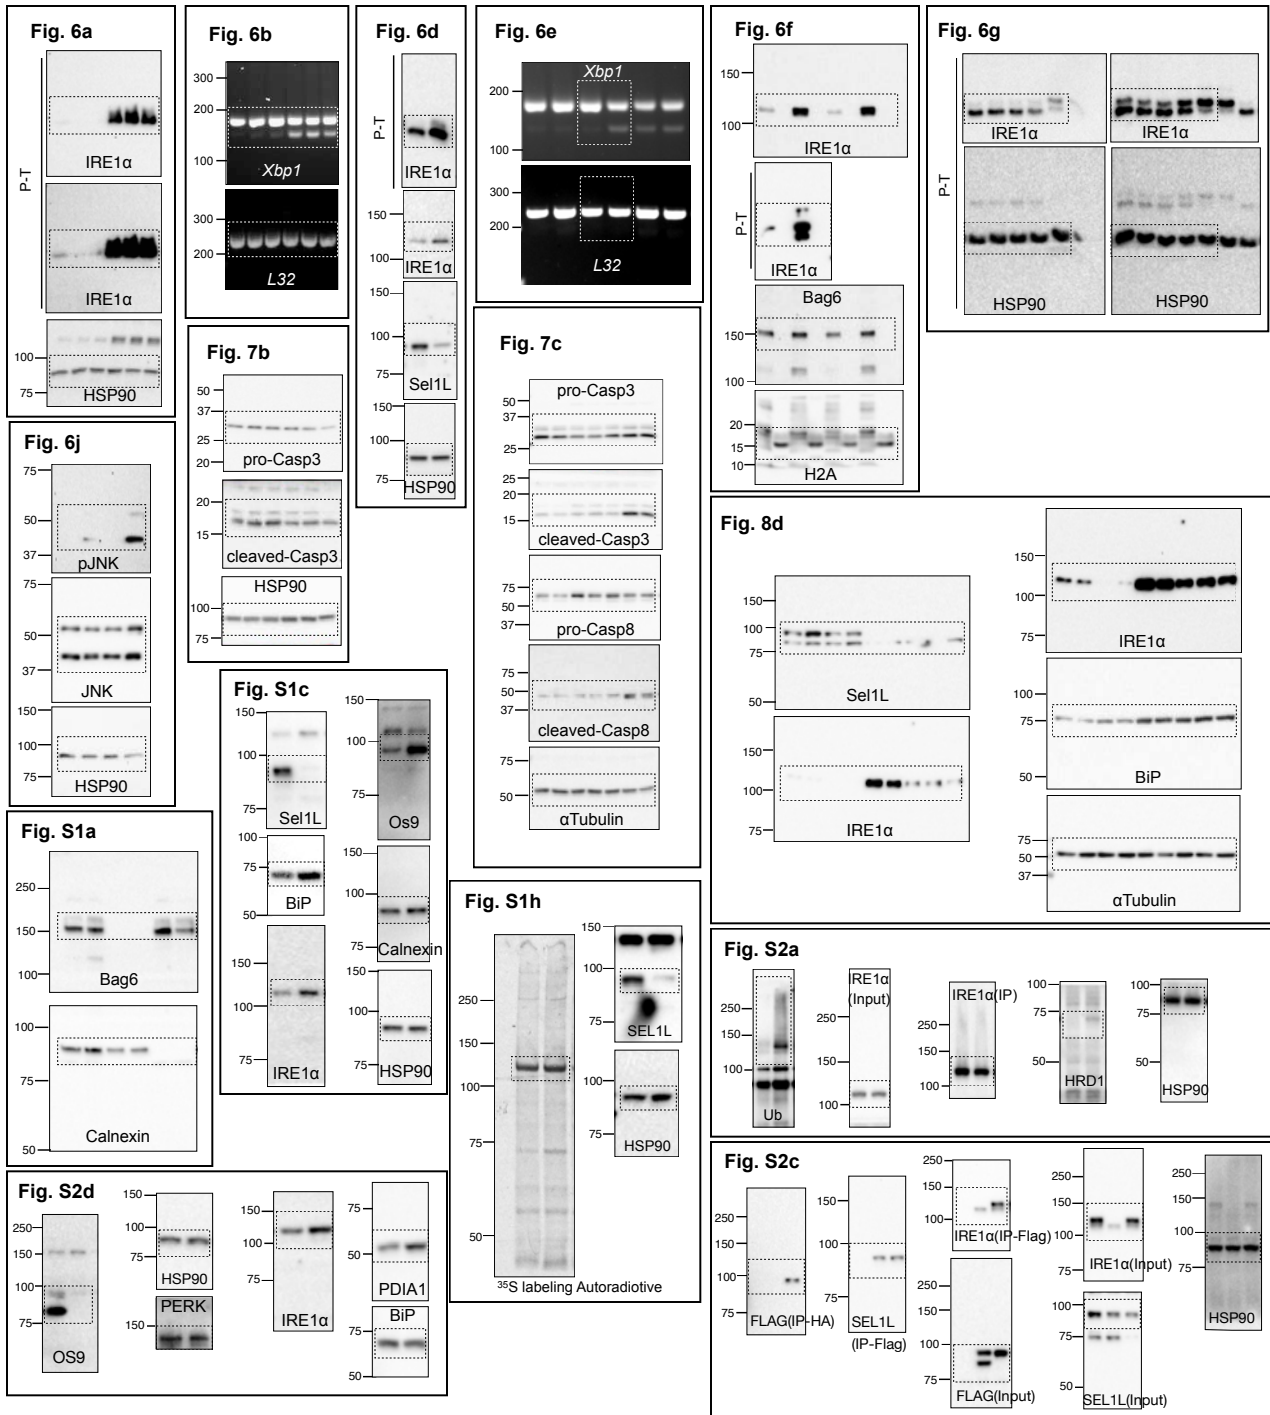 Fig. 6a
P-T
IRE1α
IRE1α
100
75
HSP90
Fig. 6b
300
200
100
Xbp1
300
200
L32
Fig. 6d
P-T
IRE1α
150
100
IRE1α
150
100
75
Sel1L
150
100
75
HSP90
Fig. 6e
200
100
Xbp1
300
200
L32
Fig. 6f
150
100
IRE1α
P-T
IRE1α
Bag6
150
100
20
15
10
H2A
Fig. 6g
P-T
IRE1α
IRE1α
HSP90
HSP90
Fig. 6j
75
50
37
pJNK
75
50
37
JNK
150
100
75
HSP90
Fig. 7b
50
37
25
20
pro-Casp3
20
15
cleaved-Casp3
HSP90
100
75
Fig. 7c
pro-Casp3
50
37
25
25
20
15
cleaved-Casp3
75
50
37
pro-Casp8
75
50
37
cleaved-Casp8
50
αTubulin
Fig. 8d
150
100
75
50
Sel1L
150
100
75
IRE1α
150
100
IRE1α
100
75
50
BiP
75
50
37
αTubulin
Fig. S1a
250
150
100
Bag6
100
75
50
Calnexin
Fig. S1c
150
100
75
Sel1L
100
75
50
BiP
150
100
75
IRE1α
150
100
75
Os9
150
100
75
Calnexin
150
100
75
HSP90
Fig. S1h
250
150
100
75
50
³⁵S labeling Autoradiotive
150
100
75
SEL1L
100
75
HSP90
Fig. S2a
250
150
100
Ub
IRE1α
(Input)
250
150
100
IRE1α(IP)
250
150
100
100
75
50
HRD1
100
75
50
HSP90
Fig. S2c
150
100
75
FLAG(IP-HA)
150
100
75
SEL1L
(IP-Flag)
250
150
100
IRE1α(IP-Flag)
150
100
75
FLAG(Input)
250
150
100
75
IRE1α(Input)
100
75
50
SEL1L(Input)
250
150
100
75
HSP90
Fig. S2d
250
150
100
75
OS9
150
100
75
HSP90
PERK
150
150
100
75
IRE1α
150
75
50
PDIA1
BiP
75
50